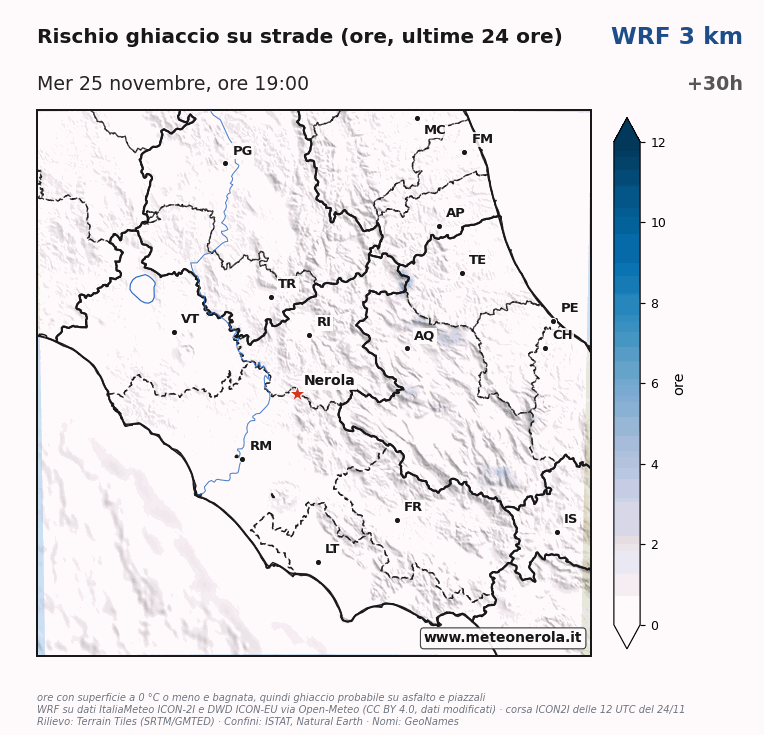 Rischio ghiaccio su strade (ore, ultime 24 ore)
WRF 3 km
Mer 25 novembre, ore 19:00
+30h
MC
FM
PG
AP
TE
TR
PE
VT
RI
AQ
CH
Nerola
RM
FR
IS
LT
www.meteonerola.it
12
10
8
6
4
2
0
ore
ore con superficie a 0 °C o meno e bagnata, quindi ghiaccio probabile su asfalto e piazzali
WRF su dati ItaliaMeteo ICON-2I e DWD ICON-EU via Open-Meteo (CC BY 4.0, dati modificati) · corsa ICON2I delle 12 UTC del 24/11
Rilievo: Terrain Tiles (SRTM/GMTED) · Confini: ISTAT, Natural Earth · Nomi: GeoNames